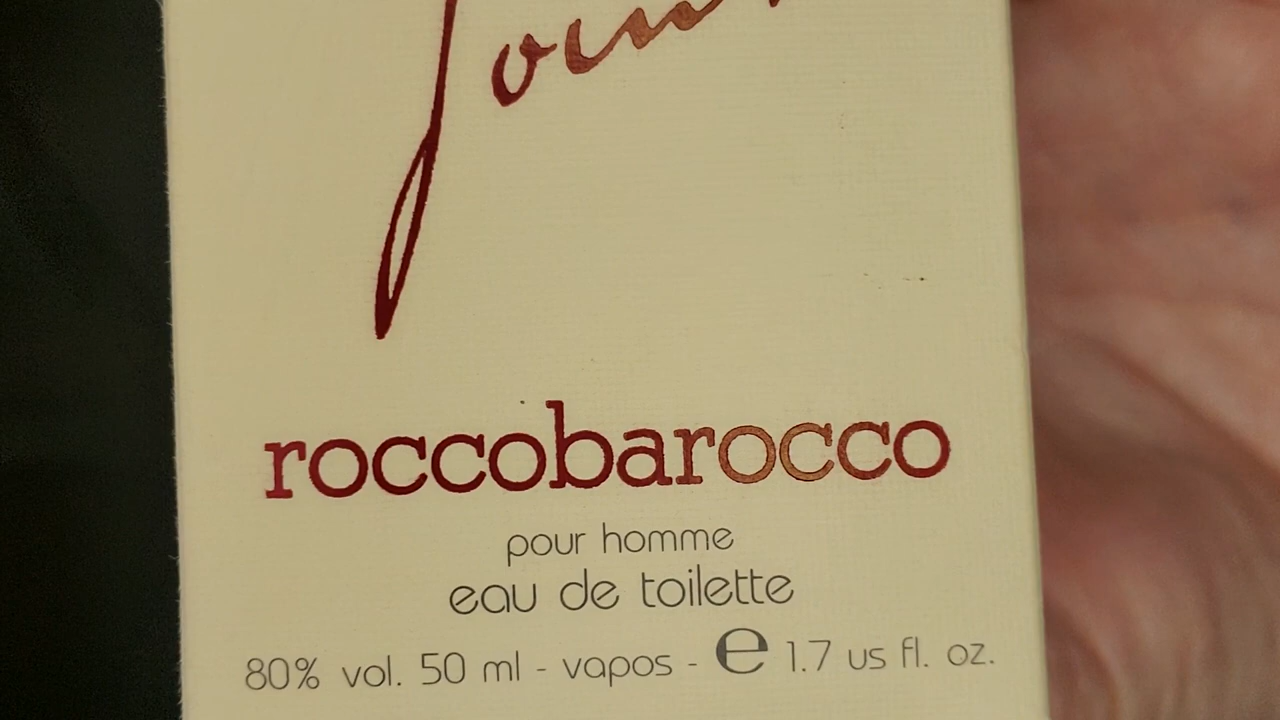 roccobarocco
pour homme
eau de toilette
80% vol. 50 ml - vapos - ℮ 1.7 us fl. oz.